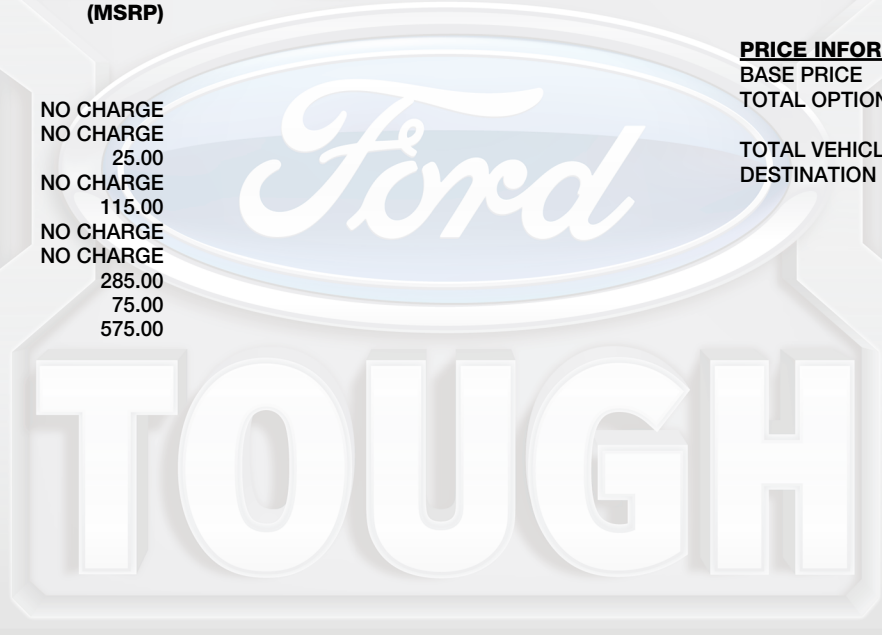 (MSRP)
NO CHARGE
NO CHARGE
25.00
NO CHARGE
115.00
NO CHARGE
NO CHARGE
285.00
75.00
575.00
PRICE INFOR
BASE PRICE
TOTAL OPTION
TOTAL VEHICL
DESTINATION
Ford
TOUGH